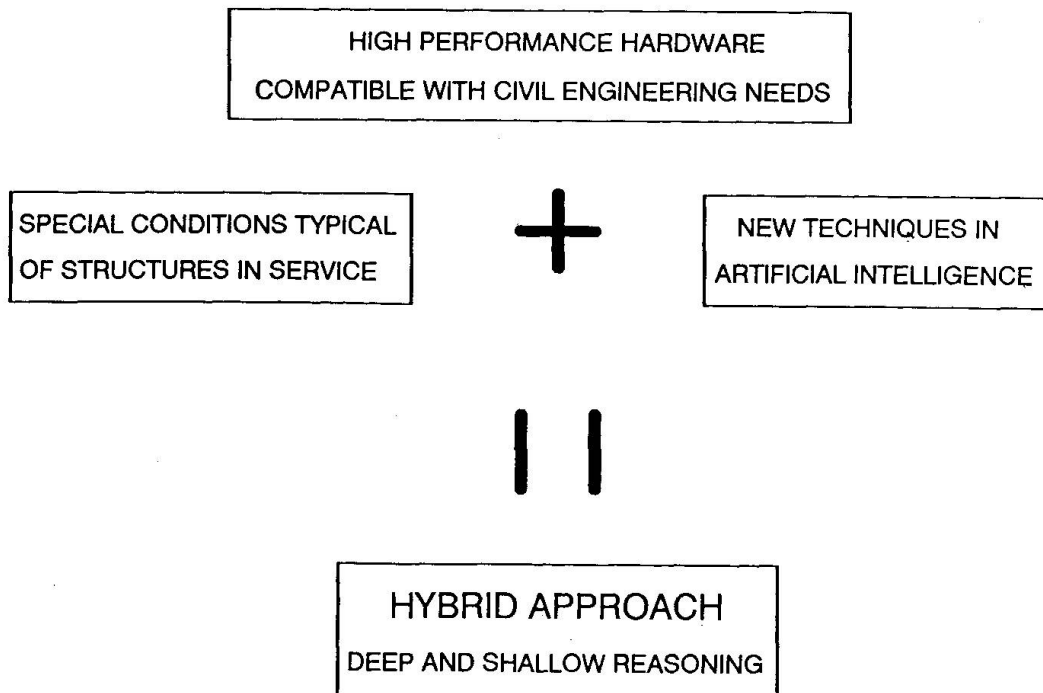 HIGH PERFORMANCE HARDWARE
COMPATIBLE WITH CIVIL ENGINEERING NEEDS
SPECIAL CONDITIONS TYPICAL
OF STRUCTURES IN SERVICE
+
NEW TECHNIQUES IN
ARTIFICIAL INTELLIGENCE
HYBRID APPROACH
DEEP AND SHALLOW REASONING